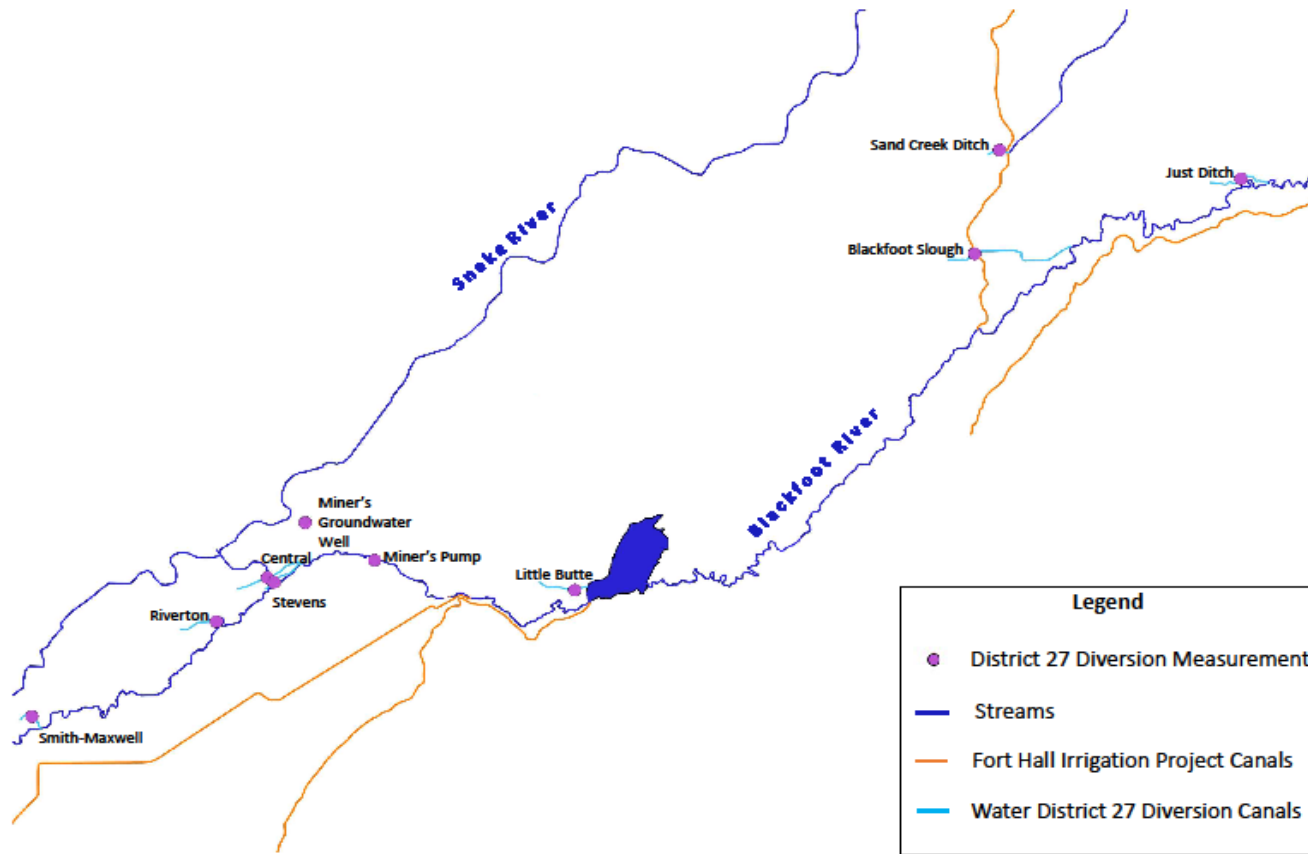 Sand Creek Ditch
Just Ditch
Snake River
Blackfoot Slough
Blackfoot River
Miner's
Groundwater
Well
Central
Miner's Pump
Little Butte
Stevens
Riverton
Smith-Maxwell
Legend
District 27 Diversion Measurement
Streams
Fort Hall Irrigation Project Canals
Water District 27 Diversion Canals